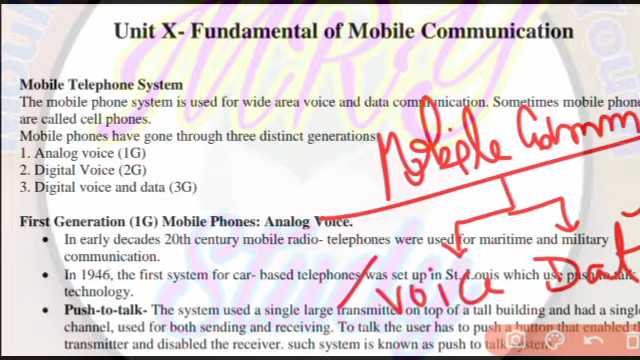 Unit X- Fundamental of Mobile Communication
Mobile Telephone System
The mobile phone system is used for wide area voice and data communication. Sometimes mobile phone
are called cell phones.
Mobile phones have gone through three distinct generations
1. Analog voice (1G)
2. Digital Voice (2G)
3. Digital voice and data (3G)
Mobile Comm
First Generation (1G) Mobile Phones: Analog Voice.
• In early decades 20th century mobile radio- telephones were used for maritime and military
communication.
• In 1946, the first system for car- based telephones was set up in St. Louis which use push to talk
technology.
Voice Dat
• Push-to-talk- The system used a single large transmitter on top of a tall building and had a singl
channel, used for both sending and receiving. To talk the user has to push a button that enabled t
transmitter and disabled the receiver. such system is known as push to talk system